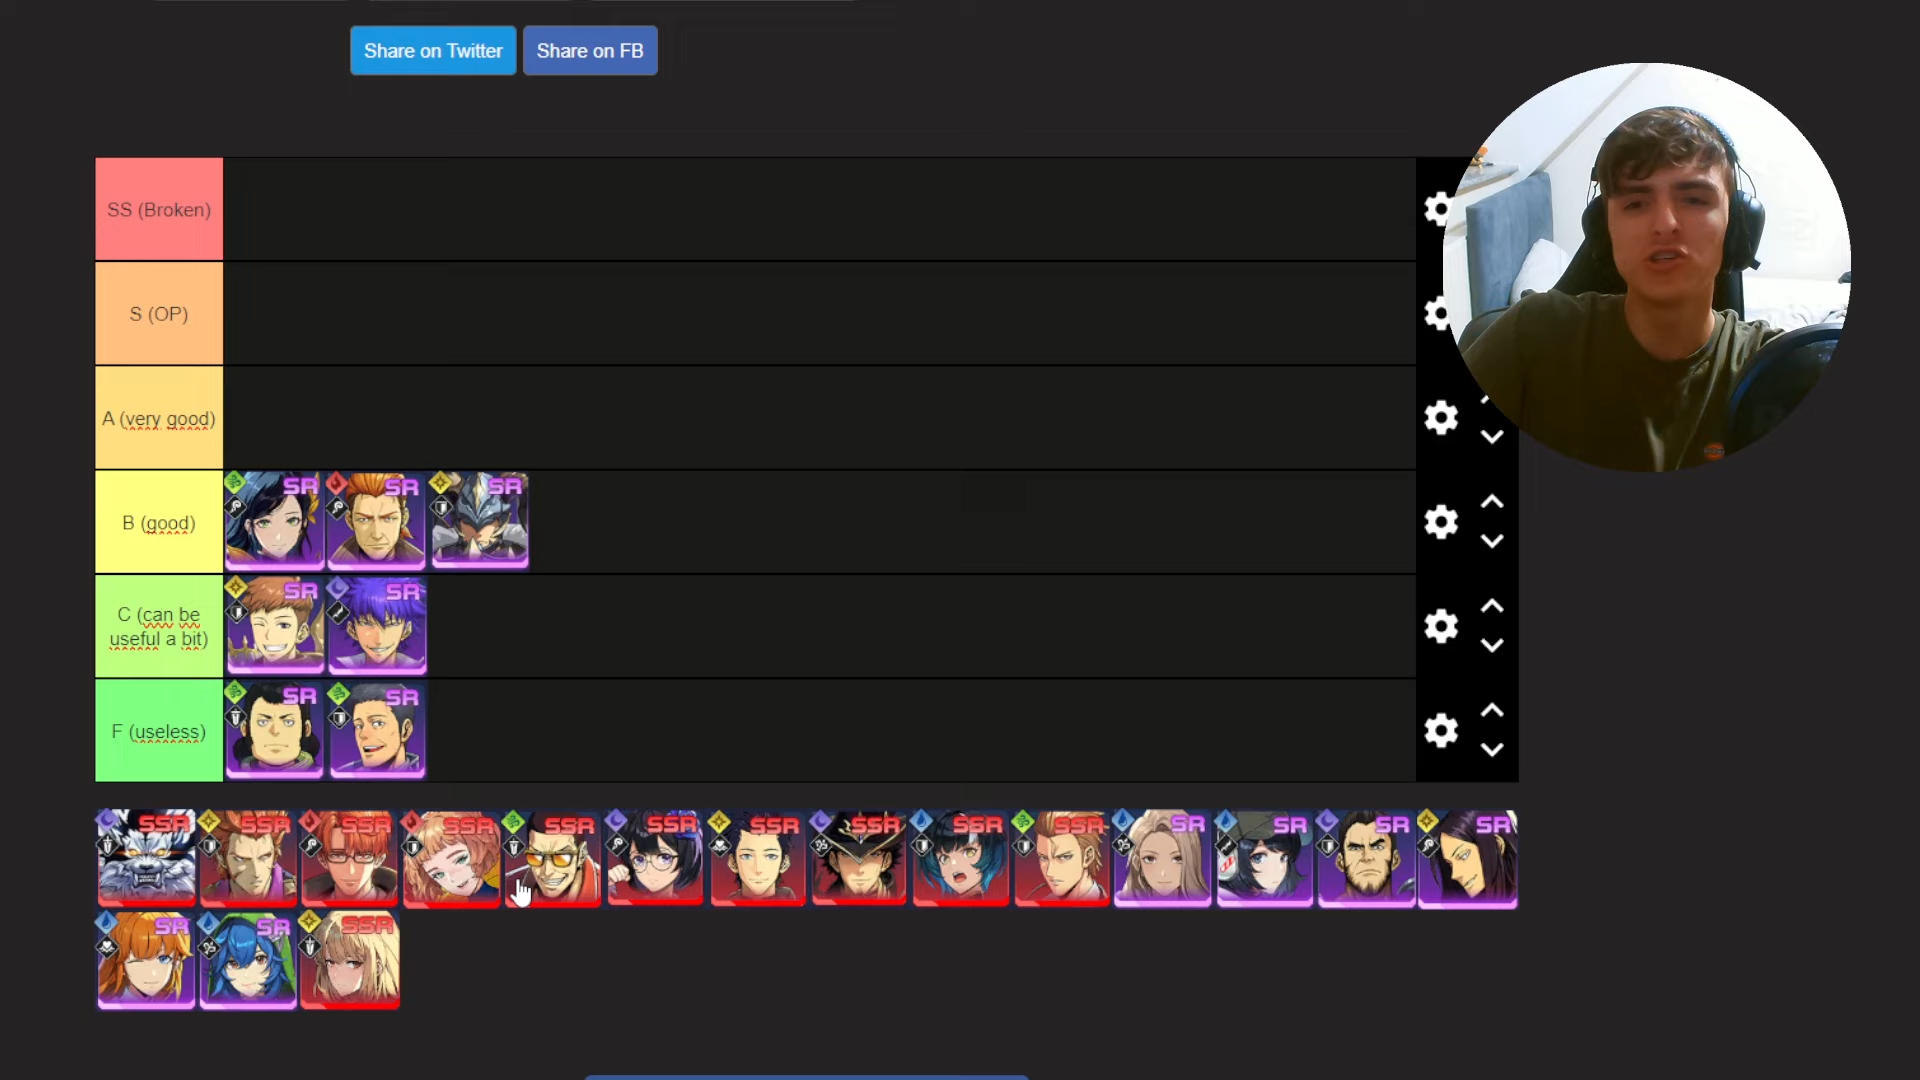 Share on Twitter Share on FB
SS (Broken)
S (OP)
A (very good)
B (good) SR SR SR
C (can be
useful a bit) SR SR
F (useless) SR SR
SSR SSR SSR SSR SSR SSR SSR SSR SSR SSR SR SR SR SR
SR SR SSR